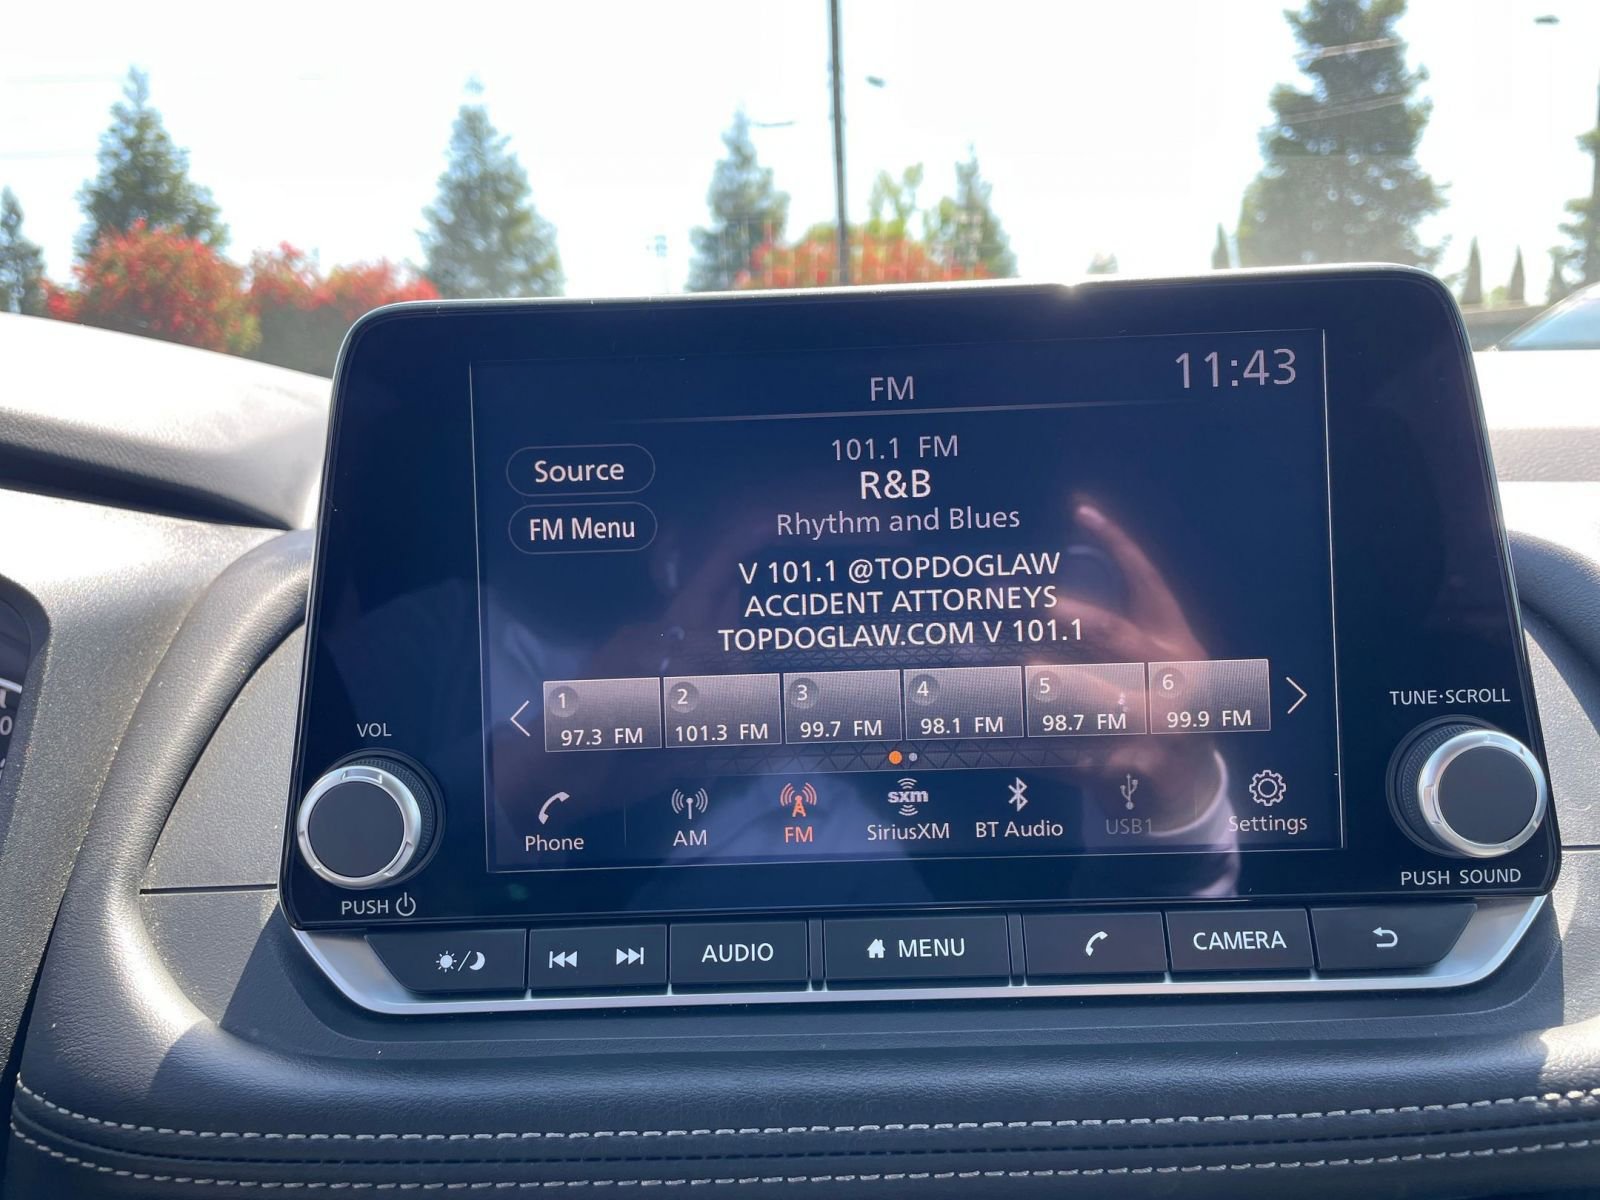 FM
11:43
Source
FM Menu
101.1 FM
R&B
Rhythm and Blues
V 101.1 @TOPDOGLAW
ACCIDENT ATTORNEYS
TOPDOGLAW.COM V 101.1
1 2 3 4 5 6
97.3 FM 101.3 FM 99.7 FM 98.1 FM 98.7 FM 99.9 FM
sxm
Phone AM FM SiriusXM BT Audio USB1 Settings
VOL
PUSH
TUNE·SCROLL
PUSH SOUND
AUDIO MENU CAMERA